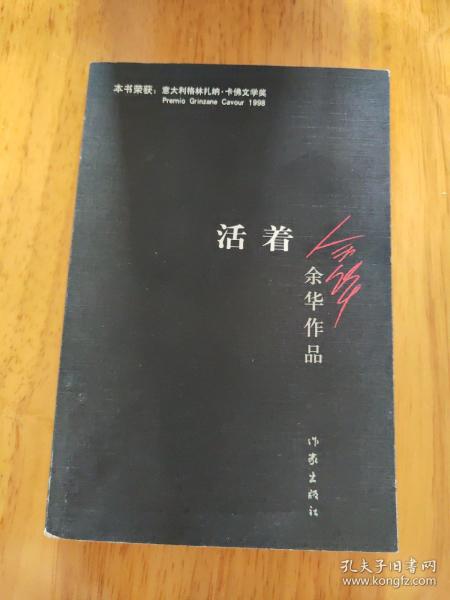 本书荣获：意大利格林扎纳·卡佛文学奖
Premio Grinzane Cavour 1998
活着
余华
余华作品
作家出版社
孔夫子旧书网
www.kongfz.com